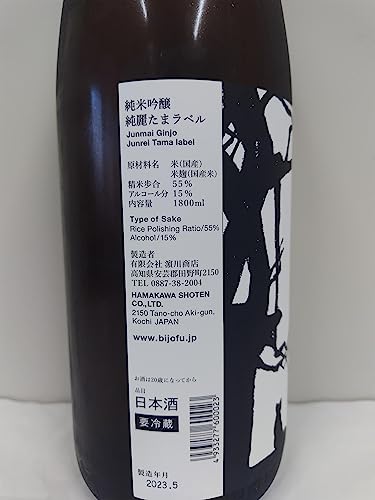 純米吟醸
純麗たまラベル
Junmai Ginjo
Junrei Tama label
原材料名 米(国産)
米麹(国産米)
精米歩合 55%
アルコール分 15%
内容量 1800ml
Type of Sake
Rice Polishing Ratio/55%
Alcohol/15%
製造者
有限会社 濵川商店
高知県安芸郡田野町2150
TEL 0887-38-2004
HAMAKAWA SHOTEN
CO.,LTD.
2150 Tano-cho Aki-gun,
Kochi JAPAN
www.bijofu.jp
お酒は20歳になってから
品目
日本酒
要冷蔵
4933277600023
製造年月
2023.5